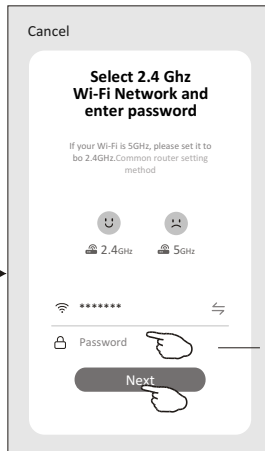 Cancel
Select 2.4 Ghz
Wi-Fi Network and
enter password
If your Wi-Fi is 5GHz, please set it to
bo 2.4GHz.Common router setting
method
2.4GHz 5GHz
*******
Password
Next